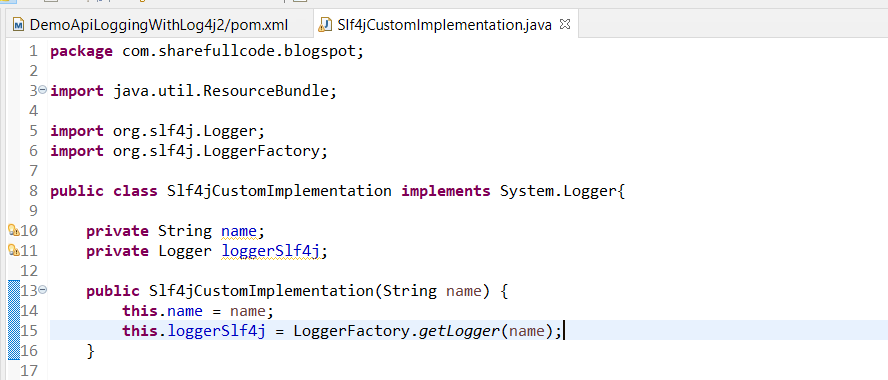 DemoApiLoggingWithLog4j2/pom.xml Slf4jCustomImplementation.java
1 package com.sharefullcode.blogspot;
2
3 import java.util.ResourceBundle;
4
5 import org.slf4j.Logger;
6 import org.slf4j.LoggerFactory;
7
8 public class Slf4jCustomImplementation implements System.Logger{
9
10 private String name;
11 private Logger loggerSlf4j;
12
13 public Slf4jCustomImplementation(String name) {
14 this.name = name;
15 this.loggerSlf4j = LoggerFactory.getLogger(name);
16 }
17